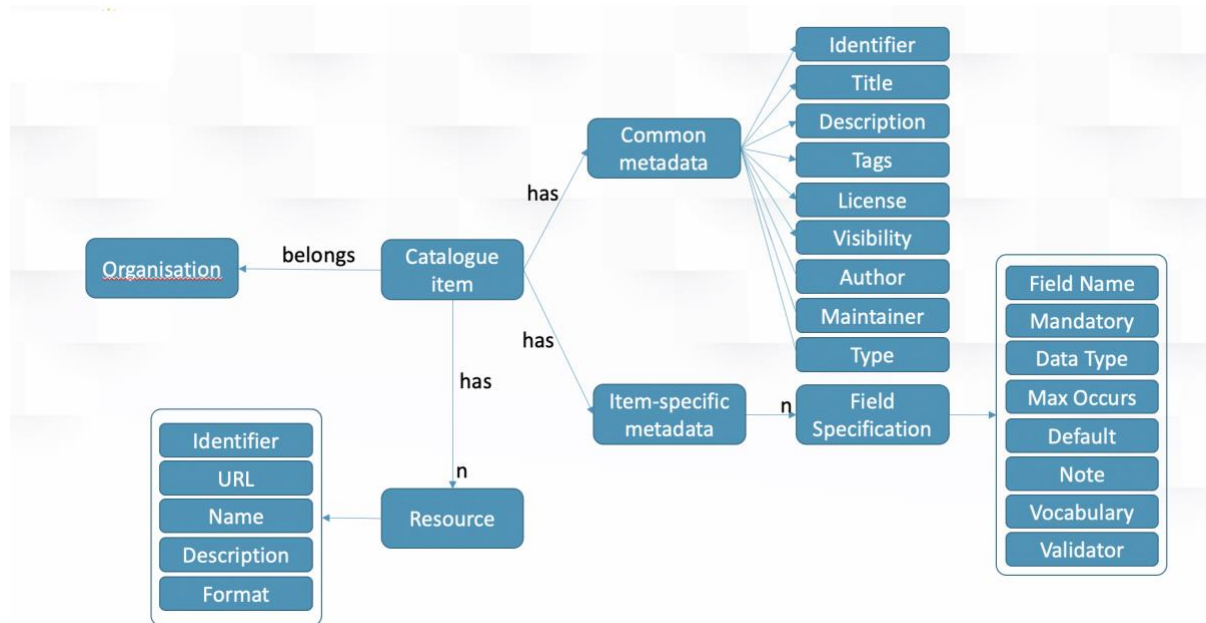 Identifier
Title
Description
Tags
License
Visibility
Author
Maintainer
Type
Common
metadata
has
belongs
Organisation
Catalogue
item
has
has
Item-specific
metadata
n
Field
Specification
Field Name
Mandatory
Data Type
Max Occurs
Default
Note
Vocabulary
Validator
n
Resource
Identifier
URL
Name
Description
Format